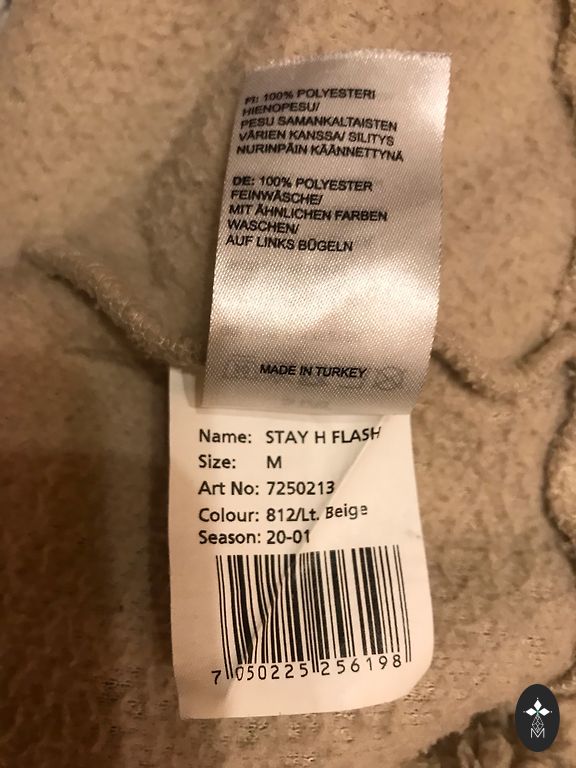 FI: 100% POLYESTERI
HIENOPESU/
PESU SAMANKALTAISTEN
VÄRIEN KANSSA/ SILITYS
NURINPÄIN KÄÄNNETTYNÄ
DE: 100% POLYESTER
FEINWÄSCHE/
MIT ÄHNLICHEN FARBEN
WASCHEN/
AUF LINKS BÜGELN
MADE IN TURKEY
Name: STAY H FLASH
Size: M
Art No: 7250213
Colour: 812/Lt. Beige
Season: 20-01
7 050225 256198
M